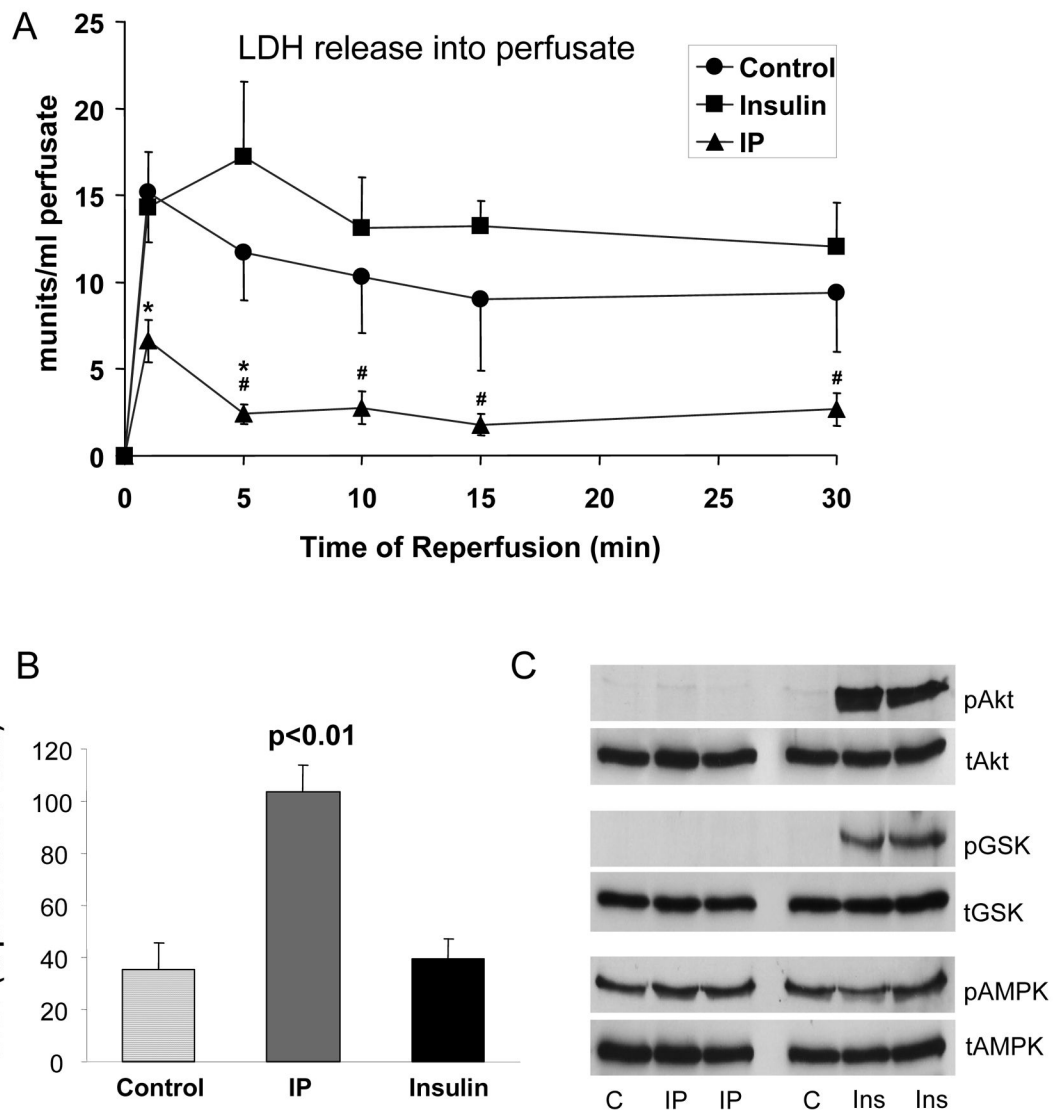 A
LDH release into perfusate
Control
Insulin
IP
munits/ml perfusate
25
20
15
10
5
0
*
*
#
#
#
#
0 5 10 15 20 25 30
Time of Reperfusion (min)
B
p<0.01
120
100
80
60
40
20
0
Control IP Insulin
C
pAkt
tAkt
pGSK
tGSK
pAMPK
tAMPK
C IP IP C Ins Ins